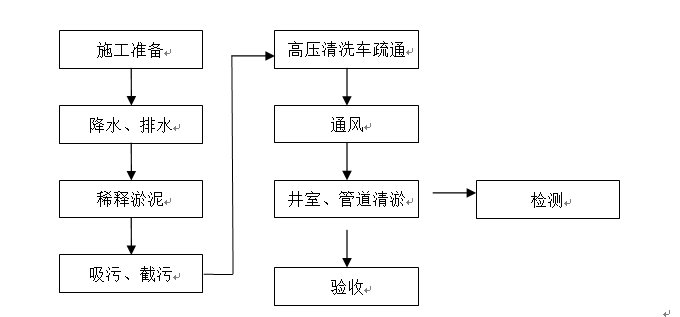 施工准备
降水、排水
稀释淤泥
吸污、截污
高压清洗车疏通
通风
井室、管道清淤
检测
验收